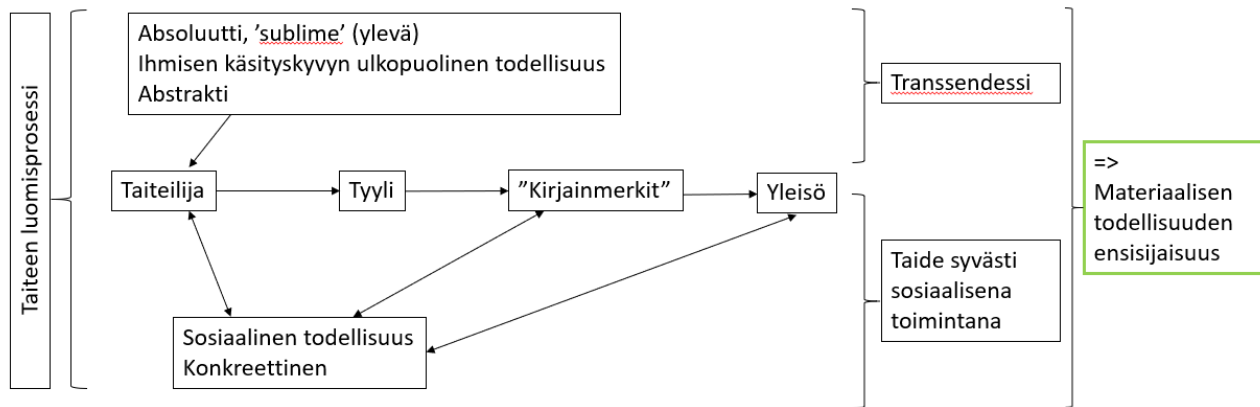 Taiteen luomisprosessi
Absoluutti, ’sublime’ (ylevä)
Ihmisen käsityskyvyn ulkopuolinen todellisuus
Abstrakti
Transsendessi
Taiteilija
Tyyli
”Kirjainmerkit”
Yleisö
=>
Materiaalisen
todellisuuden
ensisijaisuus
Taide syvästi
sosiaalisena
toimintana
Sosiaalinen todellisuus
Konkreettinen